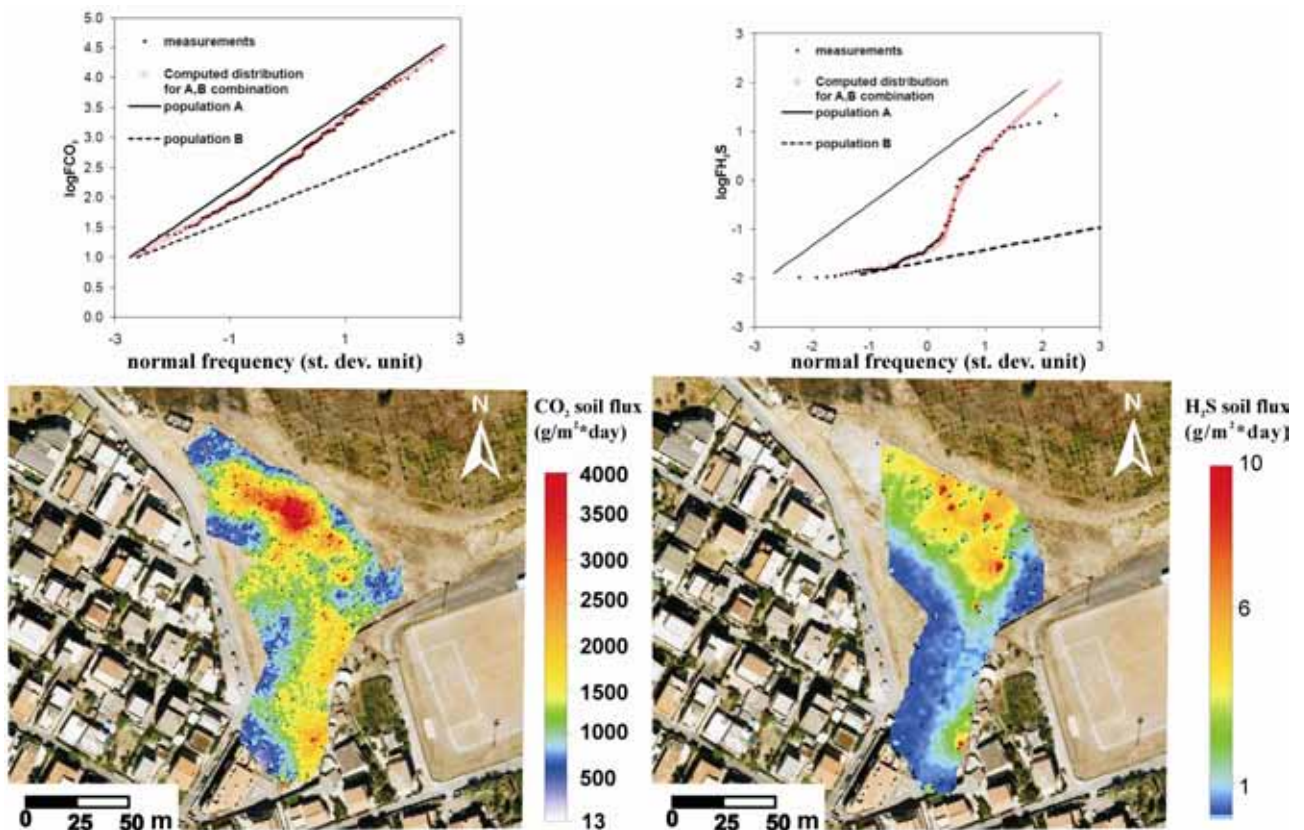 5.0
4.5
4.0
3.5
3.0
2.5
2.0
1.5
1.0
0.5
0.0
logFCO₂
measurements
Computed distribution
for A,B combination
population A
population B
-3
-1
1
3
normal frequency (st. dev. unit)
3
2
1
0
-1
-2
-3
logFH₂S
measurements
Computed distribution
for A,B combination
population A
population B
-3
-2
-1
0
1
2
3
normal frequency (st. dev. unit)
N
0
25
50 m
CO₂ soil flux
(g/m²*day)
4000
3500
3000
2500
2000
1500
1000
500
13
N
0
25
50 m
H₂S soil flux
(g/m²*day)
10
6
1